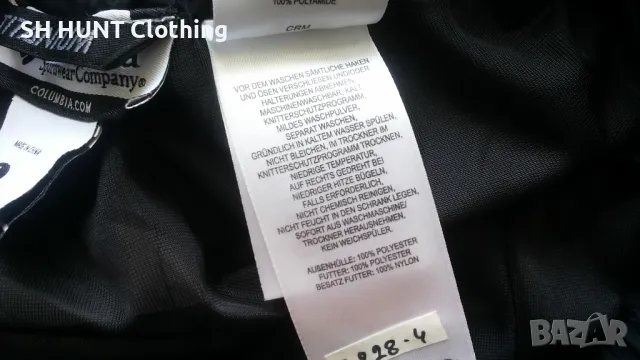 SH HUNT Clothing
100% POLYAMIDE
CRM
TITANIUM
Sportswear Company®
COLUMBIA.COM
VOR DEM WASCHEN SÄMTLICHE HAKEN
UND ÖSEN VERSCHLIESSEN UND/ODER
HALTERUNGEN ABNEHMEN.
MASCHINENWASCHBAR, KALT,
KNITTERSCHUTZPROGRAMM,
MILDES WASCHPULVER,
SEPARAT WASCHEN,
GRÜNDLICH IN KALTEM WASSER SPÜLEN,
NICHT BLEICHEN, IM TROCKNER IM
KNITTERSCHUTZPROGRAMM TROCKNEN,
NIEDRIGE TEMPERATUR,
AUF RECHTS GEDREHT BEI
NIEDRIGER HITZE BÜGELN,
FALLS ERFORDERLICH,
NICHT CHEMISCH REINIGEN,
NICHT FEUCHT IN DEN SCHRANK LEGEN,
SOFORT AUS WASCHMASCHINE/
TROCKNER HERAUSNEHMEN,
KEIN WEICHSPÜLER.
AUßENHÜLLE: 100% POLYESTER
FUTTER: 100% POLYESTER
BESATZ FUTTER: 100% NYLON
828-4
BAZAR